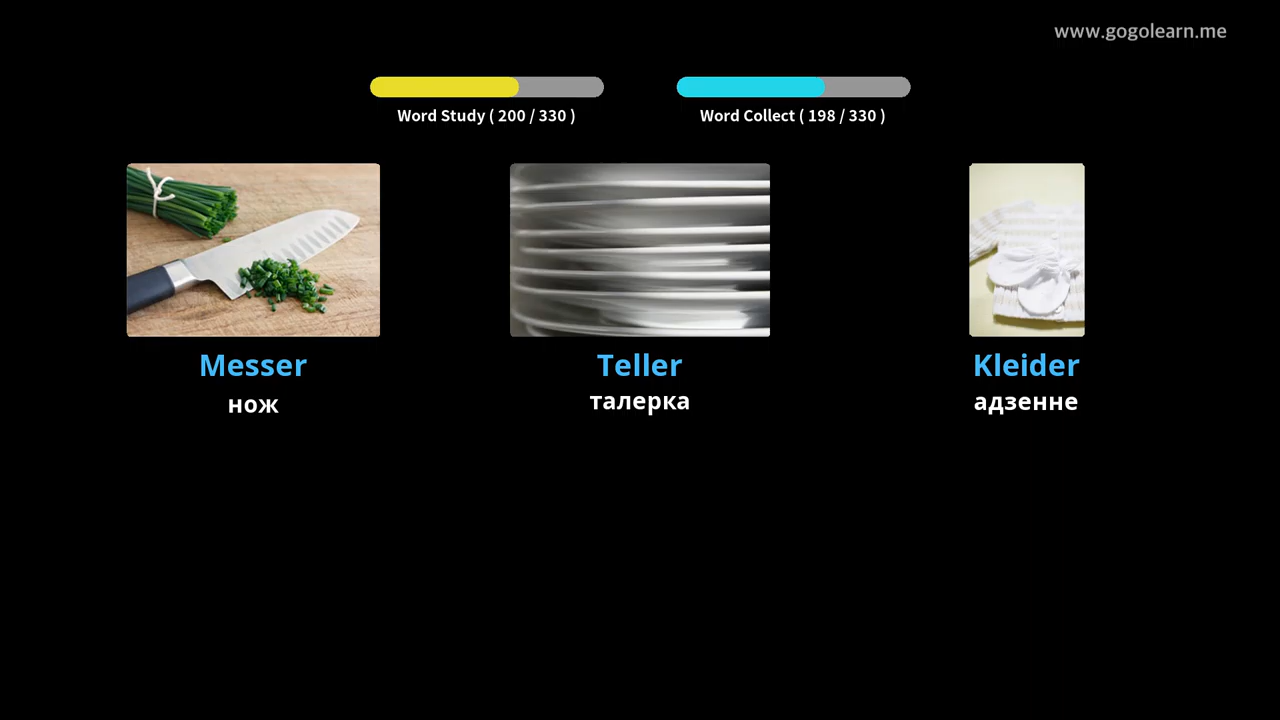 www.gogolearn.me
Word Study ( 200 / 330 )
Word Collect ( 198 / 330 )
Messer
Teller
Kleider
нож
талерка
адзенне